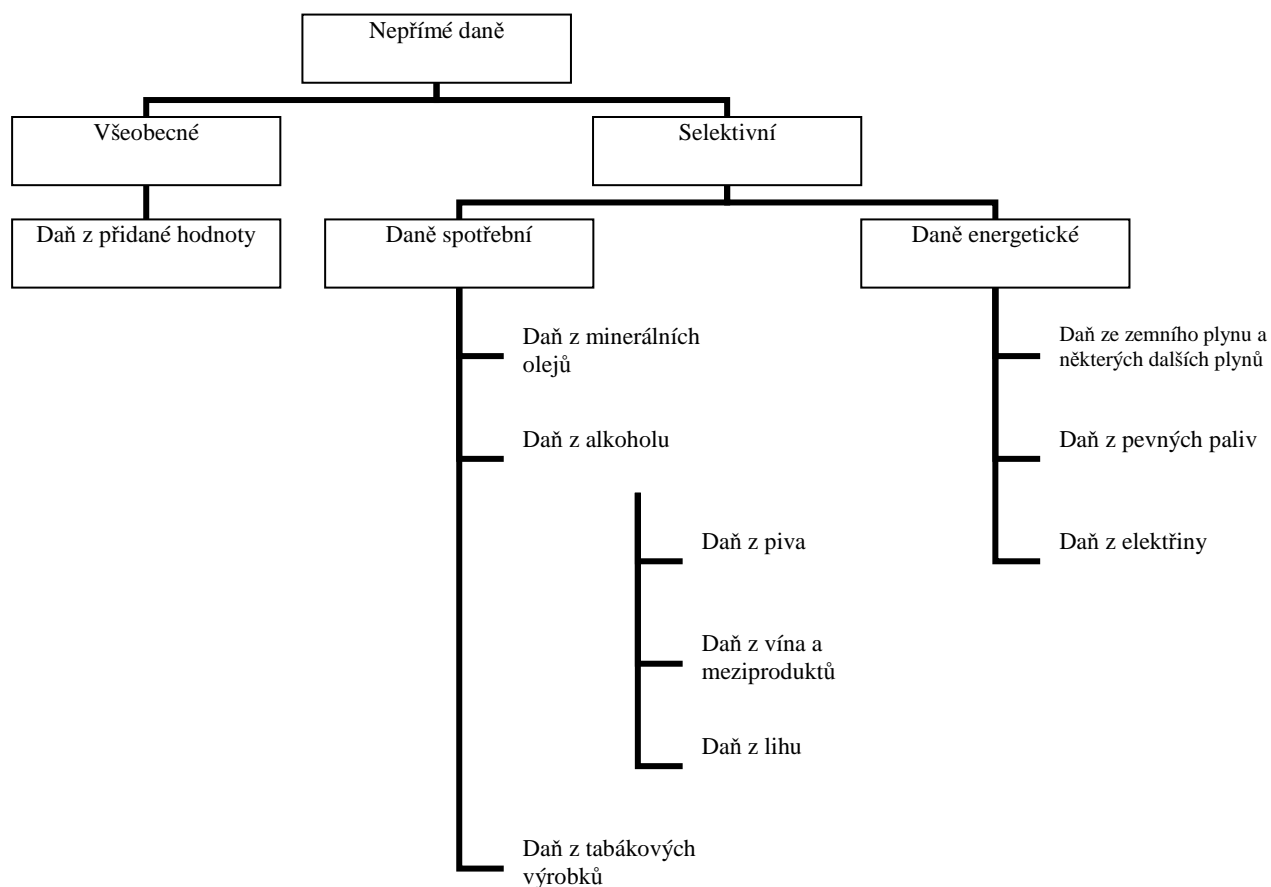 Nepřímé daně
Všeobecné
Selektivní
Daň z přidané hodnoty
Daně spotřební
Daně energetické
Daň z minerálních
olejů
Daň z alkoholu
Daň z piva
Daň z vína a
meziproduktů
Daň z lihu
Daň z tabákových
výrobků
Daň ze zemního plynu a
některých dalších plynů
Daň z pevných paliv
Daň z elektřiny